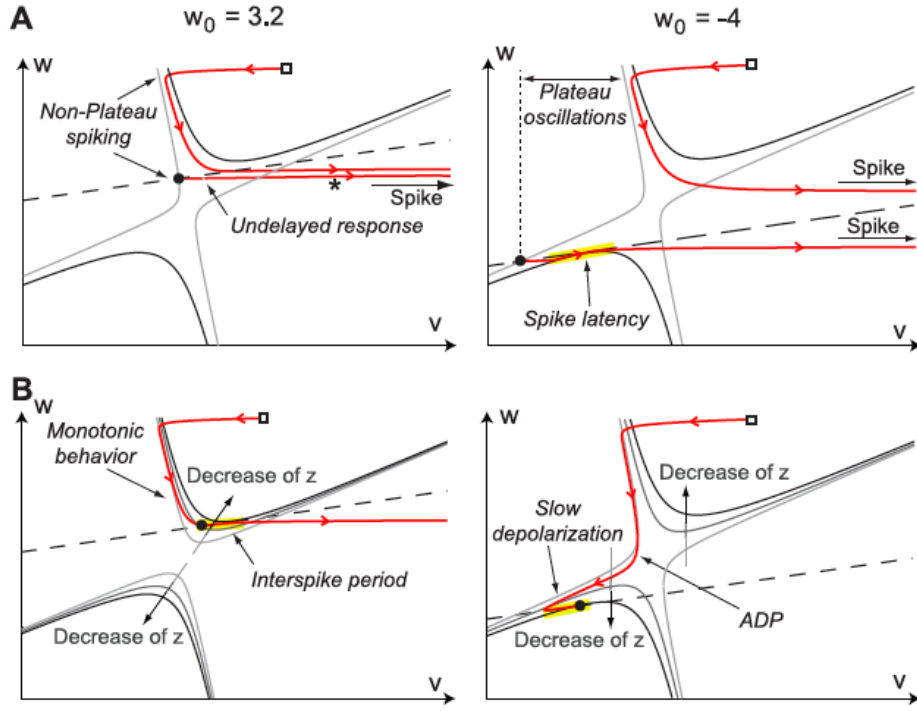 w₀ = 3.2
w₀ = -4
A
w
Non-Plateau
spiking
*
Spike
Undelayed response
v
w
Plateau
oscillations
Spike
Spike
Spike latency
v
B
w
Monotonic
behavior
Decrease of z
Interspike period
Decrease of z
v
w
Decrease of z
Slow
depolarization
ADP
Decrease of z
v